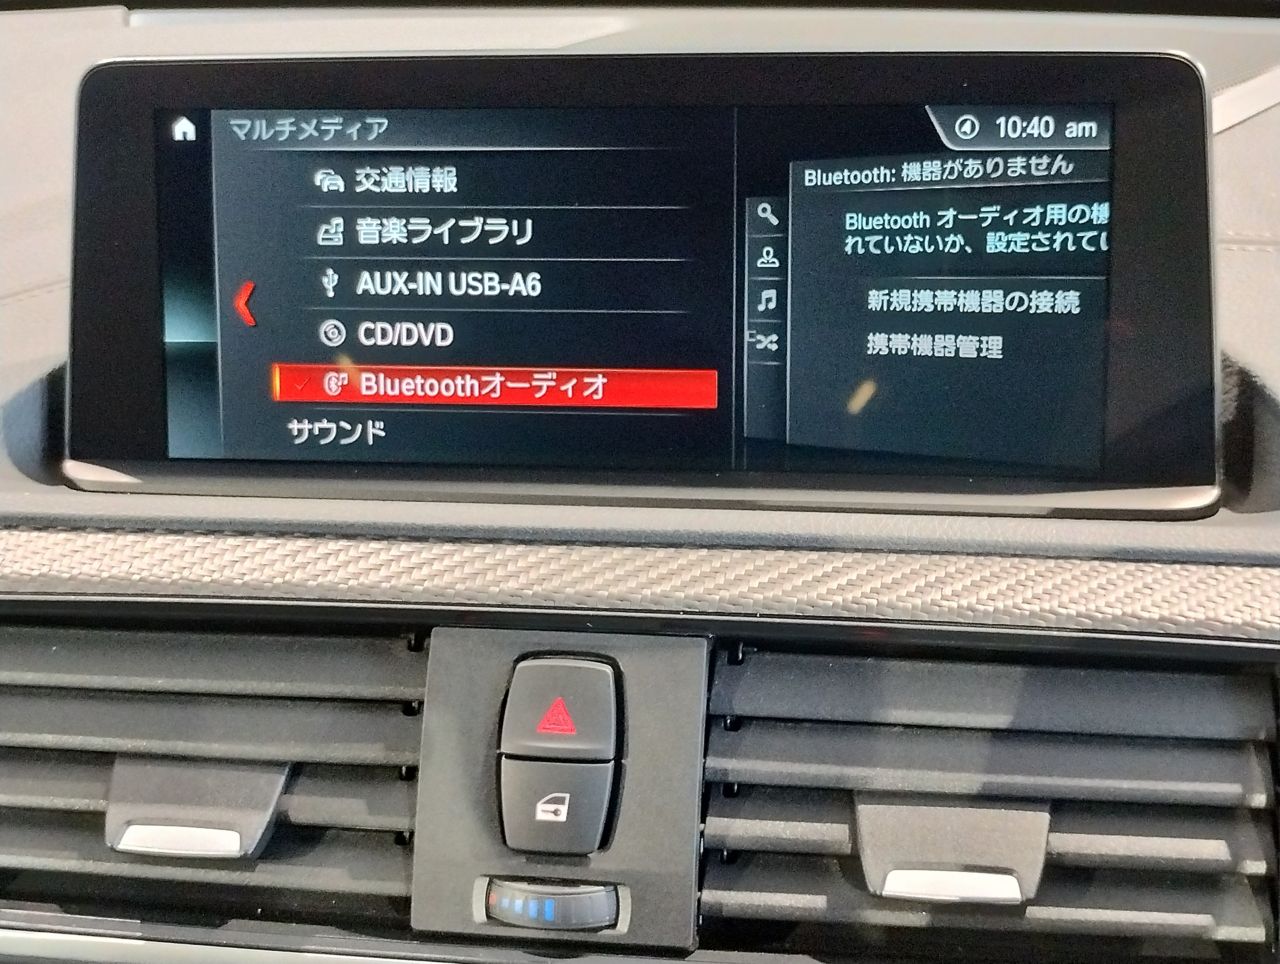 マルチメディア
交通情報
音楽ライブラリ
AUX-IN USB-A6
CD/DVD
Bluetoothオーディオ
サウンド
10:40 am
Bluetooth: 機器がありません
Bluetooth オーディオ用の機
れていないか、設定されてい
新規携帯機器の接続
携帯機器管理